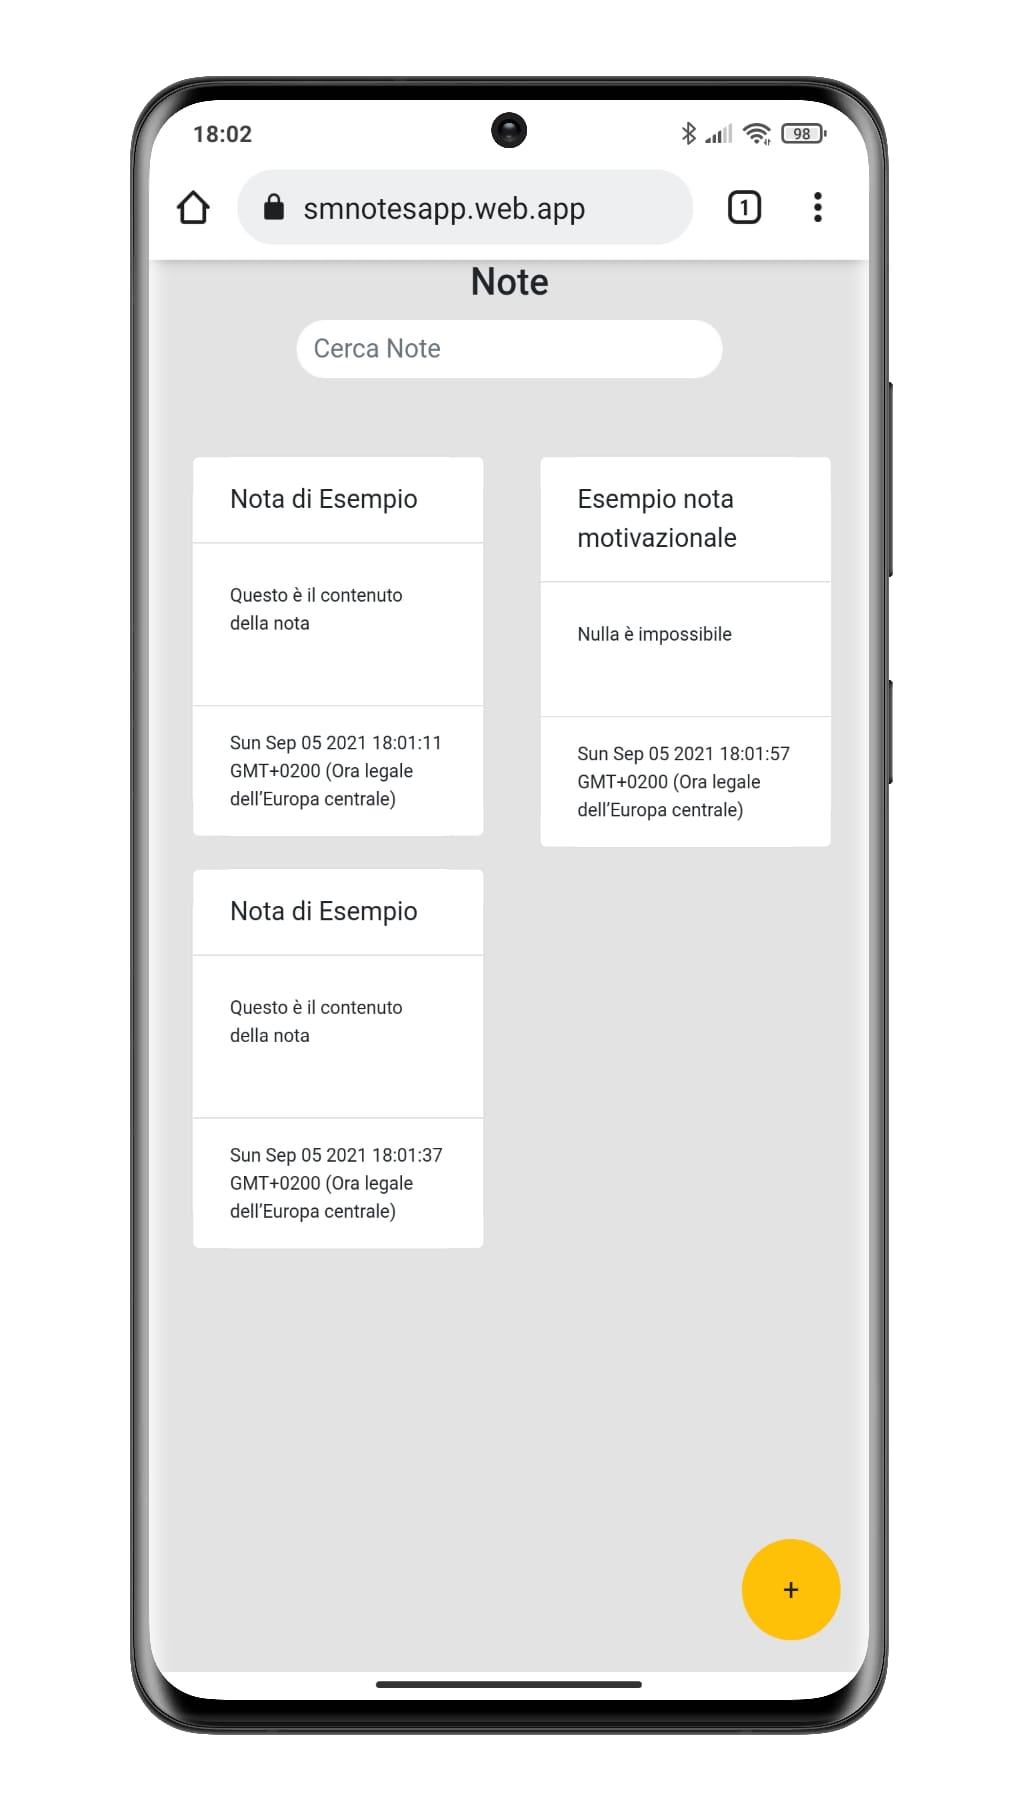 18:02
98
smnotesapp.web.app
1
Note
Cerca Note
Nota di Esempio
Questo è il contenuto
della nota
Sun Sep 05 2021 18:01:11
GMT+0200 (Ora legale
dell'Europa centrale)
Esempio nota
motivazionale
Nulla è impossibile
Sun Sep 05 2021 18:01:57
GMT+0200 (Ora legale
dell'Europa centrale)
Nota di Esempio
Questo è il contenuto
della nota
Sun Sep 05 2021 18:01:37
GMT+0200 (Ora legale
dell'Europa centrale)
+